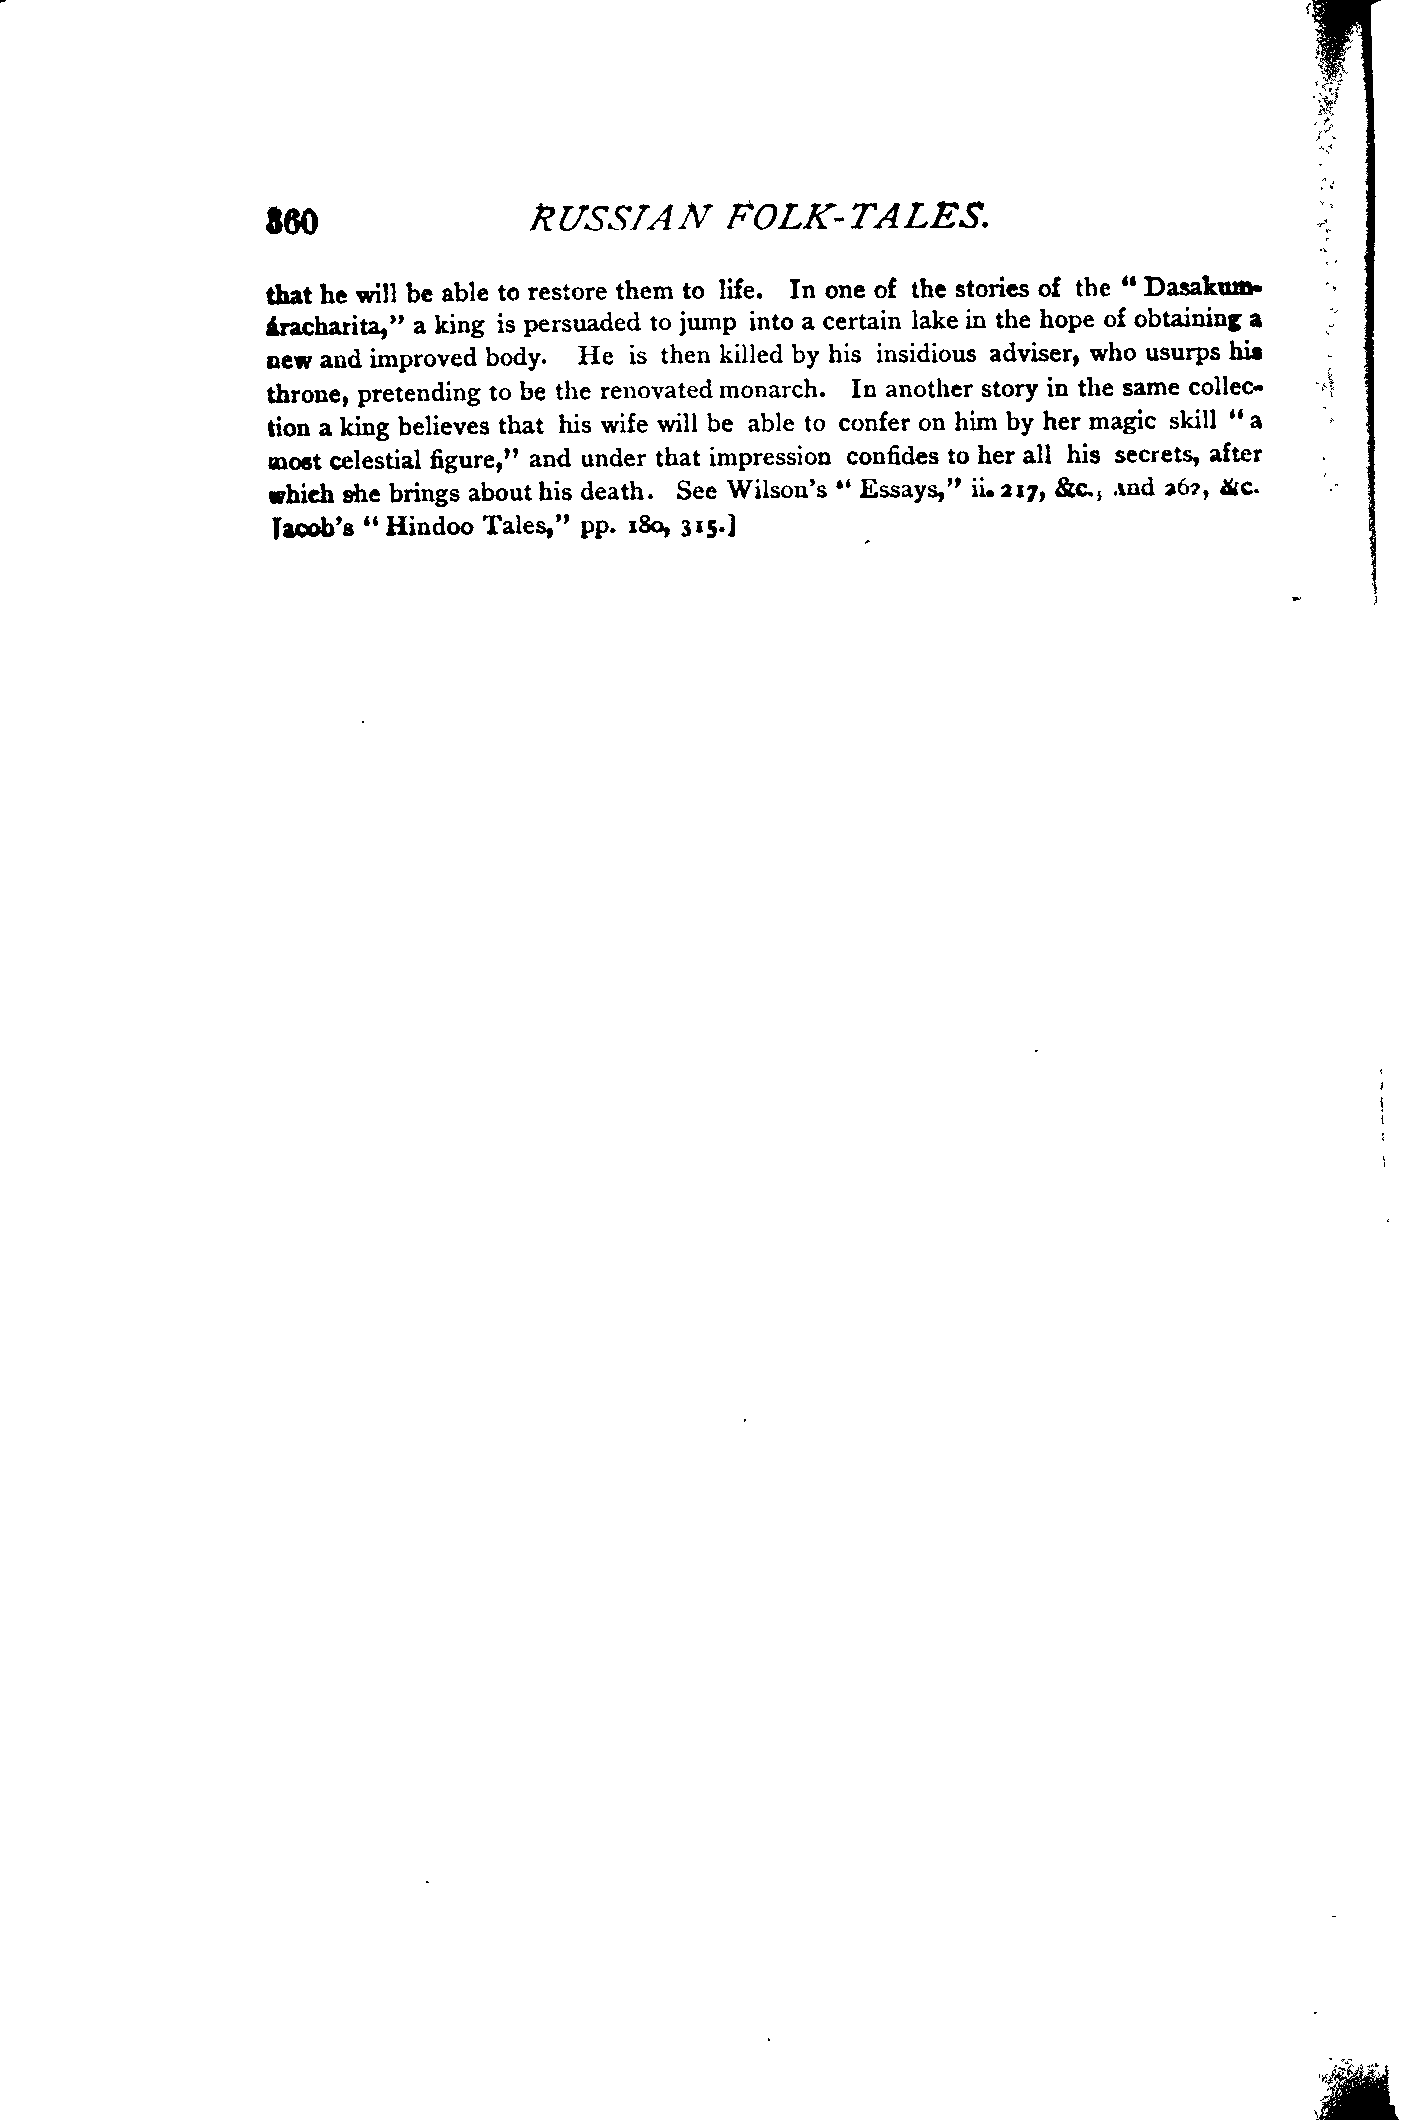 360 RUSSIAN FOLK-TALES.
that he will be able to restore them to life. In one of the stories of the “ Dasakum-
áracharita,” a king is persuaded to jump into a certain lake in the hope of obtaining a
new and improved body. He is then killed by his insidious adviser, who usurps his
throne, pretending to be the renovated monarch. In another story in the same collec-
tion a king believes that his wife will be able to confer on him by her magic skill “ a
most celestial figure,” and under that impression confides to her all his secrets, after
which she brings about his death. See Wilson’s “ Essays,” ii. 217, &c., and 262, &c.
Jacob’s “ Hindoo Tales,” pp. 180, 315.]